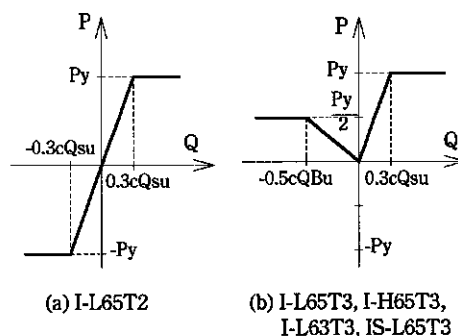 P
Py
-0.3cQsu
Q
0.3cQsu
-Py
(a) I-L65T2
P
Py
Py
2
Q
-0.5cQBu
0.3cQsu
-Py
(b) I-L65T3, I-H65T3,
I-L63T3, IS-L65T3